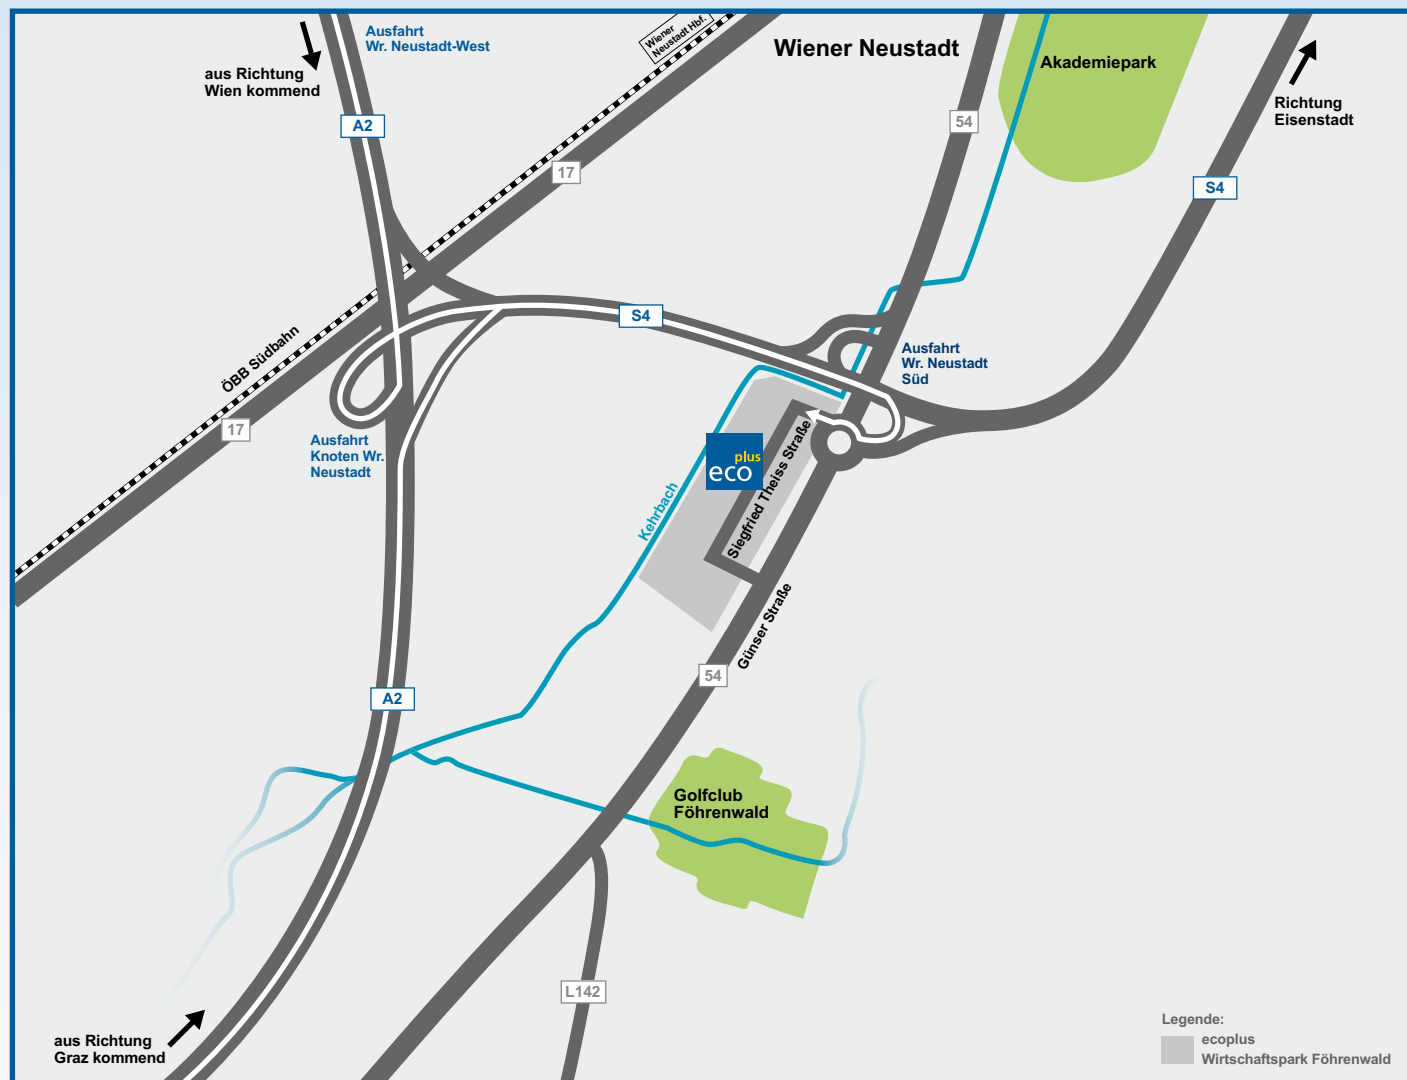 Ausfahrt
Wr. Neustadt-West
Wiener
Neustadt Hbf.
Wiener Neustadt
Akademiepark
aus Richtung
Wien kommend
Richtung
Eisenstadt
A2
54
17
S4
S4
ÖBB Südbahn
Ausfahrt
Wr. Neustadt
Süd
17
Ausfahrt
Knoten Wr.
Neustadt
plus
eco
Siegfried Theiss Straße
Kehrbach
Günser Straße
54
A2
Golfclub
Föhrenwald
L142
aus Richtung
Graz kommend
Legende:
ecoplus
Wirtschaftspark Föhrenwald